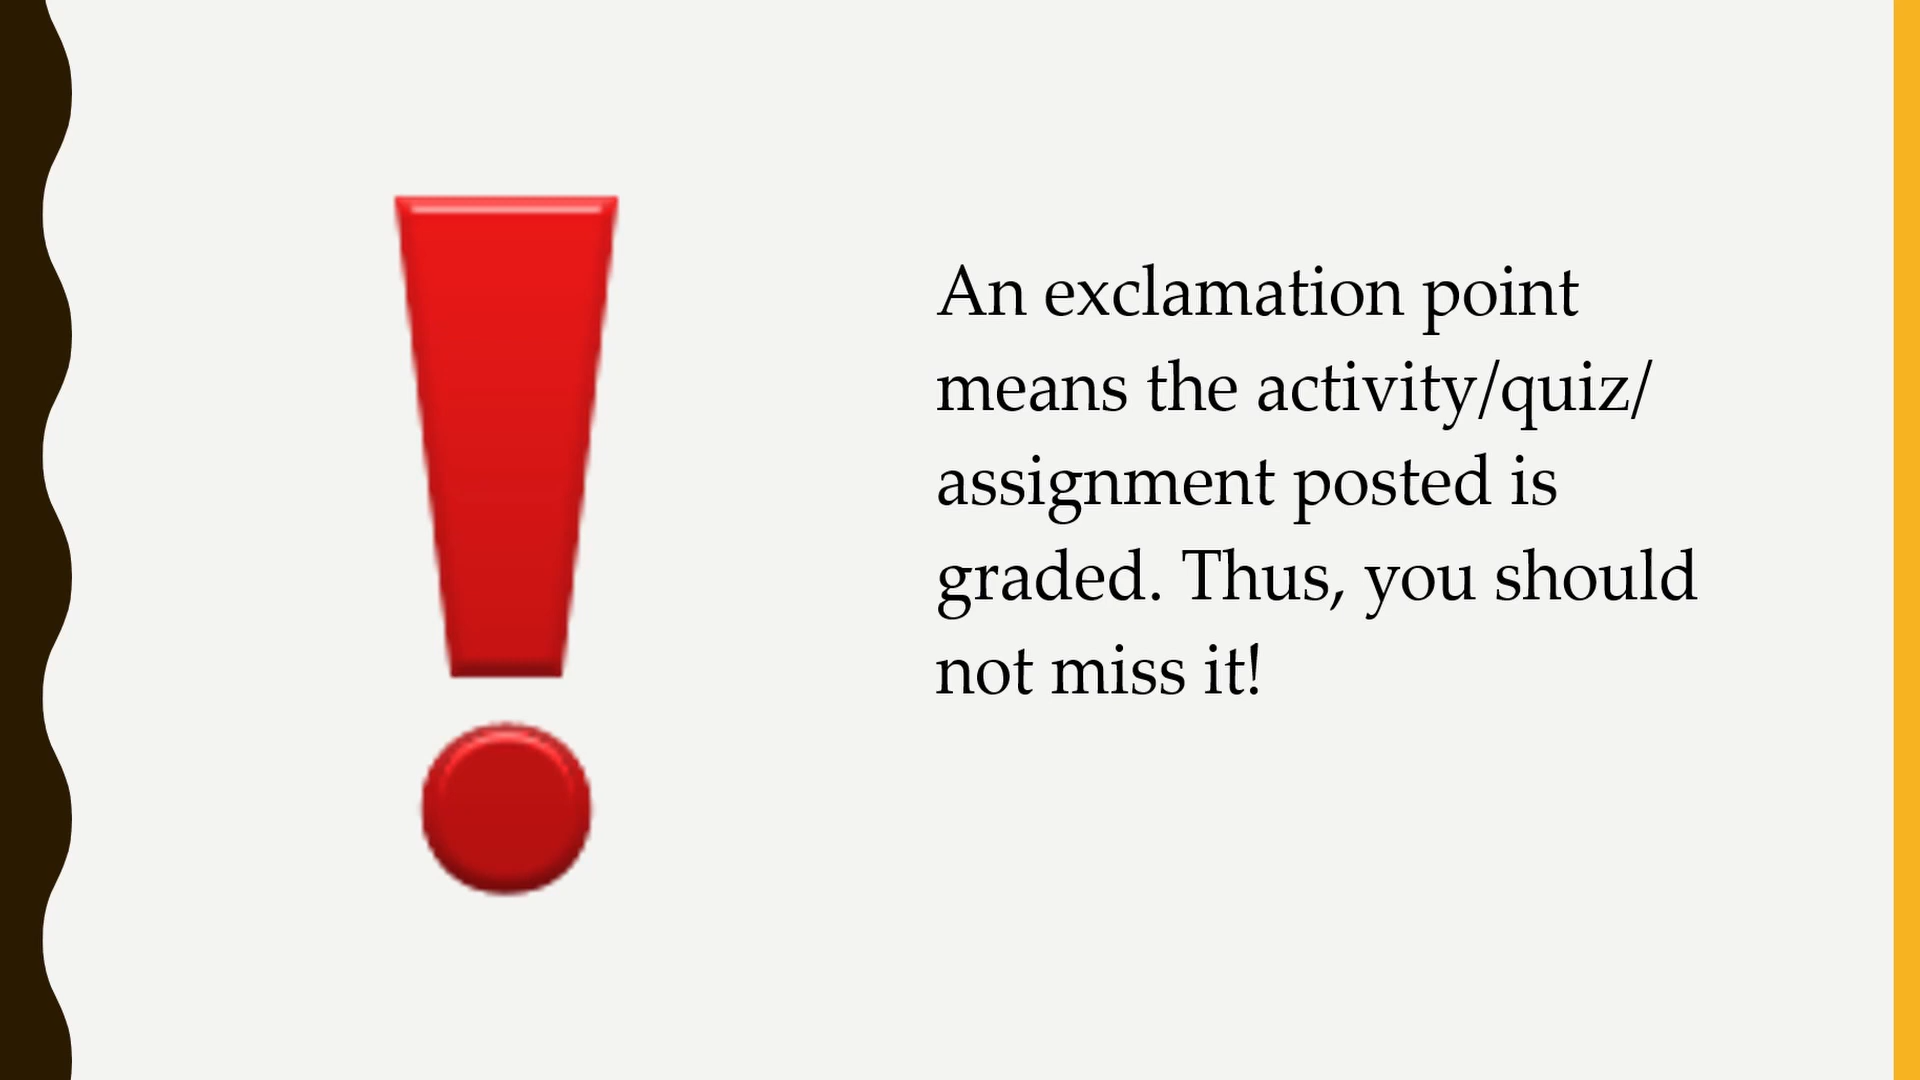 An exclamation point
means the activity/quiz/
assignment posted is
graded. Thus, you should
not miss it!